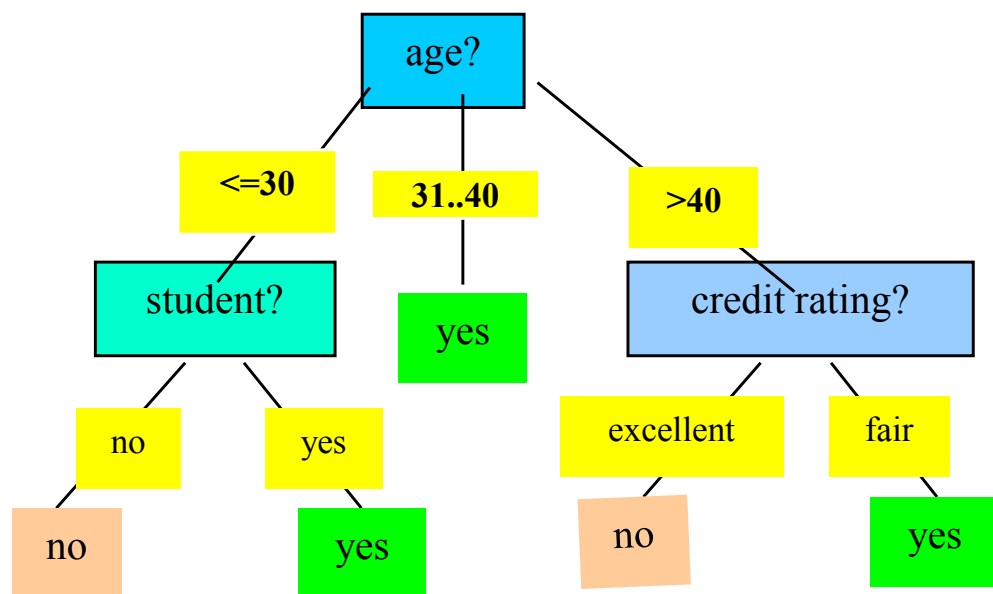 age?
<=30
31..40
>40
student?
yes
credit rating?
no
yes
excellent
fair
no
yes
no
yes